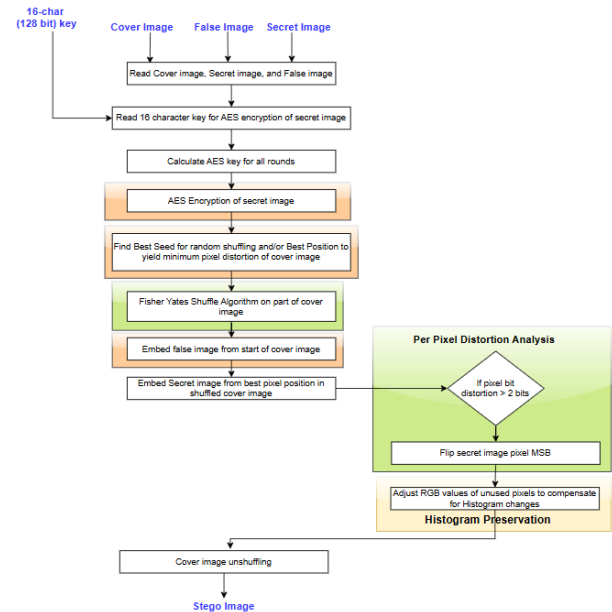 16-char
(128 bit) key
Cover Image
False Image
Secret Image
Read Cover image, Secret image, and False image
Read 16 character key for AES encryption of secret image
Calculate AES key for all rounds
AES Encryption of secret image
Find Best Seed for random shuffling and/or Best Position to
yield minimum pixel distortion of cover image
Fisher Yates Shuffle Algorithm on part of cover
image
Embed false image from start of cover image
Embed Secret image from best pixel position in
shuffled cover image
Per Pixel Distortion Analysis
If pixel bit
distortion > 2 bits
Flip secret image pixel MSB
Adjust RGB values of unused pixels to compensate
for Histogram changes
Histogram Preservation
Cover image unshuffling
Stego Image